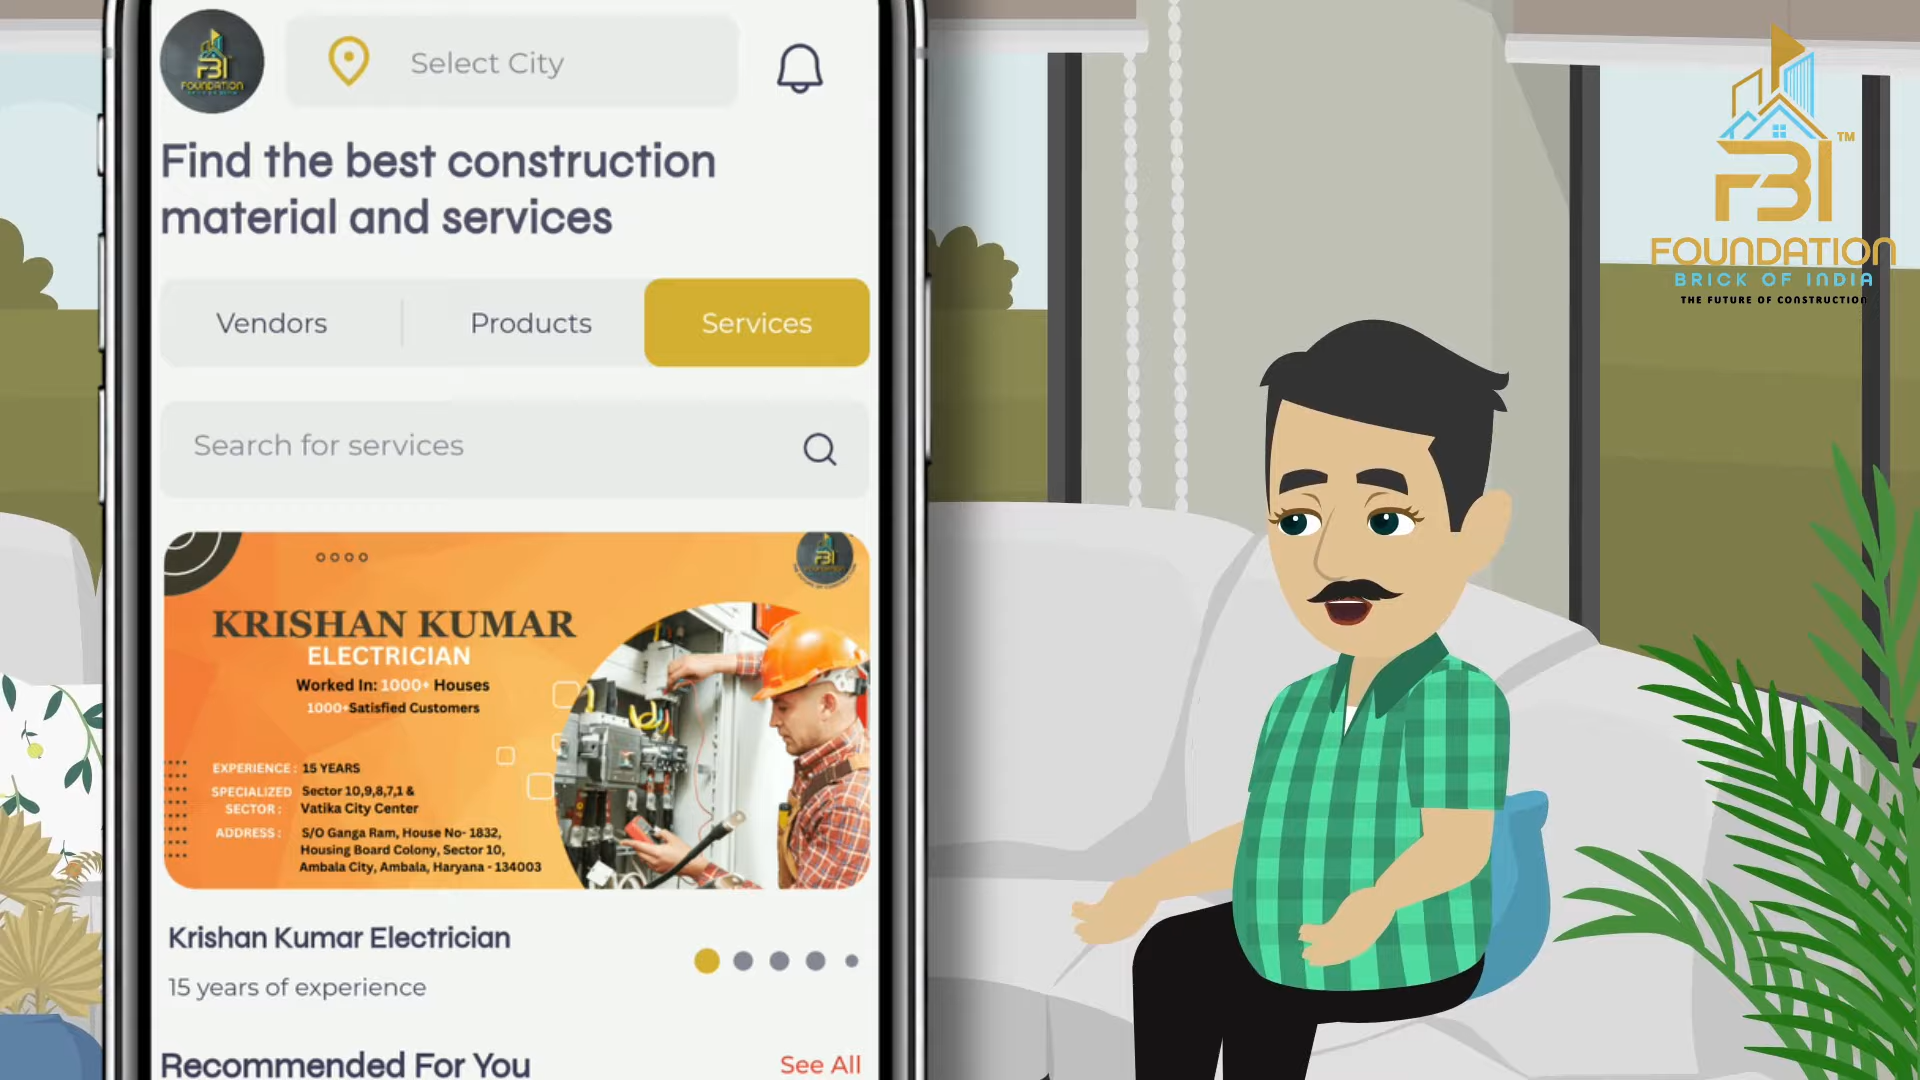 FBI
FOUNDATION
Select City
Find the best construction
material and services
Vendors
Products
Services
Search for services
FBI
KRISHAN KUMAR
ELECTRICIAN
Worked In: 1000+ Houses
1000+Satisfied Customers
EXPERIENCE : 15 YEARS
SPECIALIZED SECTOR : Sector 10,9,8,7,1 &
Vatika City Center
ADDRESS : S/O Ganga Ram, House No- 1832,
Housing Board Colony, Sector 10,
Ambala City, Ambala, Haryana - 134003
Krishan Kumar Electrician
15 years of experience
Recommended For You
See All
TM
FBI
FOUNDATION
BRICK OF INDIA
THE FUTURE OF CONSTRUCTION